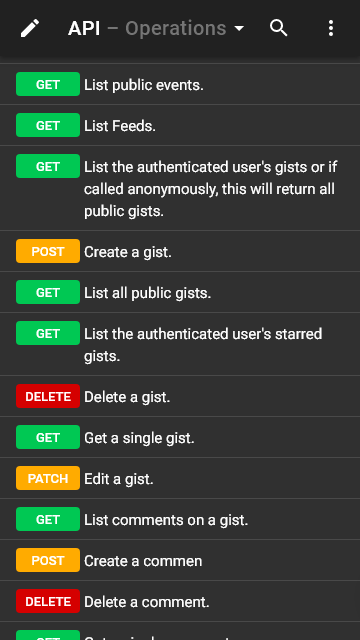 API – Operations
GET List public events.
GET List Feeds.
GET List the authenticated user's gists or if
called anonymously, this will return all
public gists.
POST Create a gist.
GET List all public gists.
GET List the authenticated user's starred
gists.
DELETE Delete a gist.
GET Get a single gist.
PATCH Edit a gist.
GET List comments on a gist.
POST Create a commen
DELETE Delete a comment.